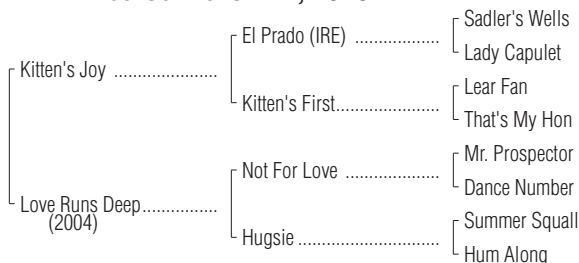 Sadler's Wells
El Prado (IRE) ....................
Lady Capulet
Kitten's Joy ......................
Lear Fan
Kitten's First......................
That's My Hon
Mr. Prospector
Not For Love ....................
Dance Number
Love Runs Deep................
(2004)
Summer Squall
Hugsie ..............................
Hum Along